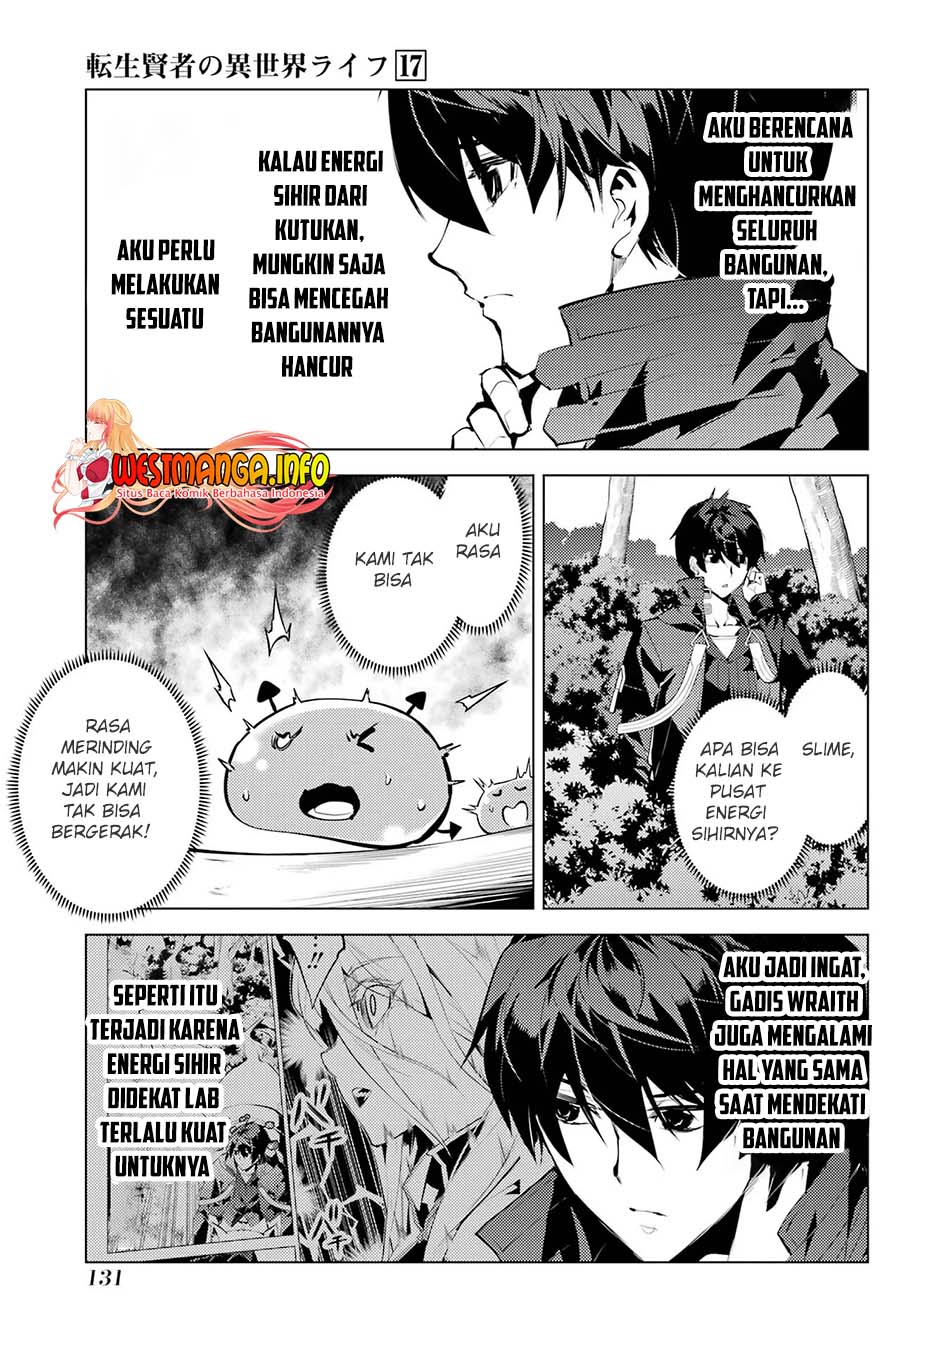 転生賢者の異世界ライフ 17
AKU BERENCANA
UNTUK
MENGHANCURKAN
SELURUH
BANGUNAN,
TAPI...
KALAU ENERGI
SIHIR DARI
KUTUKAN,
MUNGKIN SAJA
BISA MENCEGAH
BANGUNANNYA
HANCUR
AKU PERLU
MELAKUKAN
SESUATU
WESTMANGA.INFO
Situs Baca Komik Berbahasa Indonesia
SLIME,
APA BISA
KALIAN KE
PUSAT
ENERGI
SIHIRNYA?
AKU
RASA
KAMI TAK
BISA
RASA
MERINDING
MAKIN KUAT,
JADI KAMI
TAK BISA
BERGERAK!
AKU JADI INGAT,
GADIS WRAITH
JUGA MENGALAMI
HAL YANG SAMA
SAAT MENDEKATI
BANGUNAN
...!!
バチ
バチ
SEPERTI ITU
TERJADI KARENA
ENERGI SIHIR
DIDEKAT LAB
TERLALU KUAT
UNTUKNYA
131